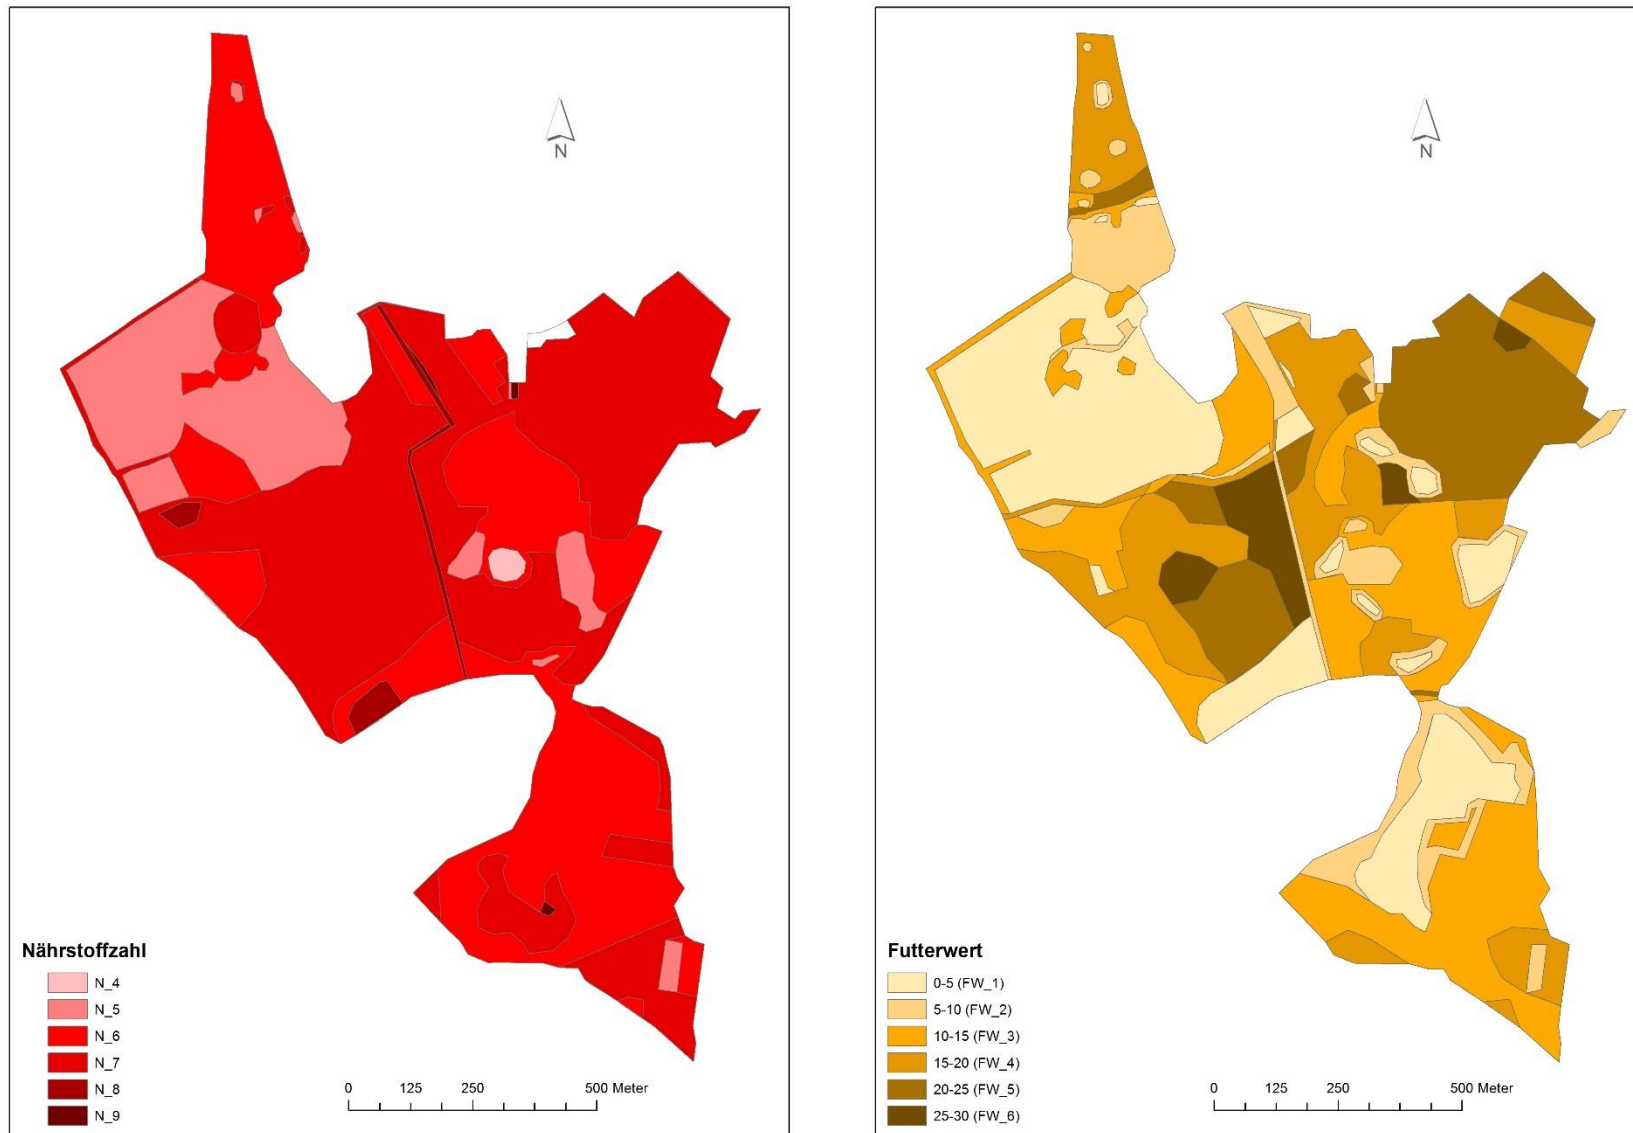 N
Nährstoffzahl
N_4
N_5
N_6
N_7
N_8
N_9
0 125 250 500 Meter
N
Futterwert
0-5 (FW_1)
5-10 (FW_2)
10-15 (FW_3)
15-20 (FW_4)
20-25 (FW_5)
25-30 (FW_6)
0 125 250 500 Meter